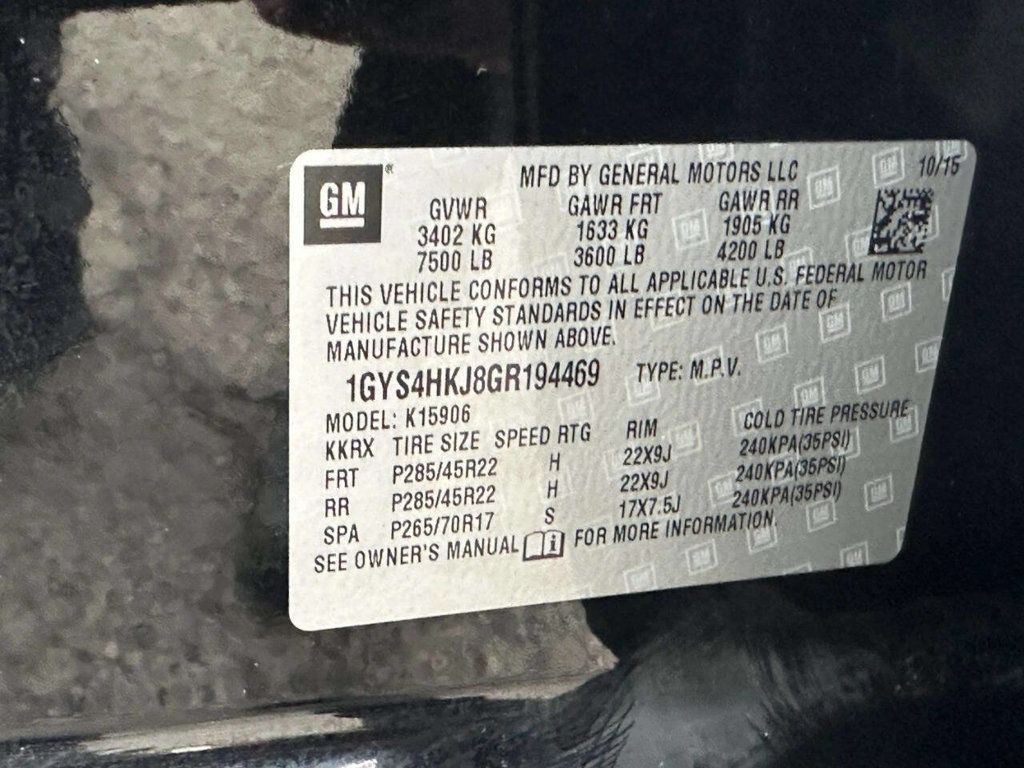 GM
MFD BY GENERAL MOTORS LLC 10/15
GVWR GAWR FRT GAWR RR
3402 KG 1633 KG 1905 KG
7500 LB 3600 LB 4200 LB
THIS VEHICLE CONFORMS TO ALL APPLICABLE U.S. FEDERAL MOTOR
VEHICLE SAFETY STANDARDS IN EFFECT ON THE DATE OF
MANUFACTURE SHOWN ABOVE.
1GYS4HKJ8GR194469 TYPE: M.P.V.
MODEL: K15906
KKRX TIRE SIZE SPEED RTG RIM COLD TIRE PRESSURE
FRT P285/45R22 H 22X9J 240KPA(35PSI)
RR P285/45R22 H 22X9J 240KPA(35PSI)
SPA P265/70R17 S 17X7.5J 240KPA(35PSI)
SEE OWNER'S MANUAL i FOR MORE INFORMATION.